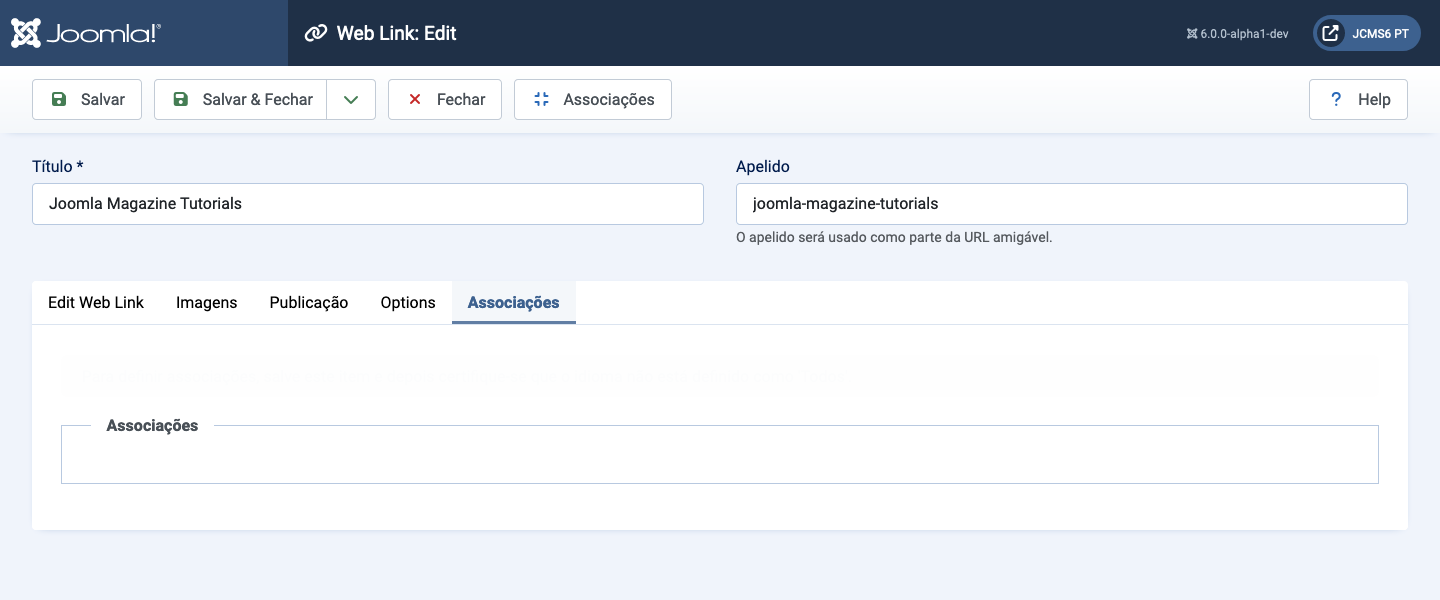 Joomla!®
Web Link: Edit
6.0.0-alpha1-dev
JCMS6 PT
Salvar
Salvar & Fechar
Fechar
Associações
? Help
Título *
Apelido
Joomla Magazine Tutorials
joomla-magazine-tutorials
O apelido será usado como parte da URL amigável.
Edit Web Link
Imagens
Publicação
Options
Associações
Associações